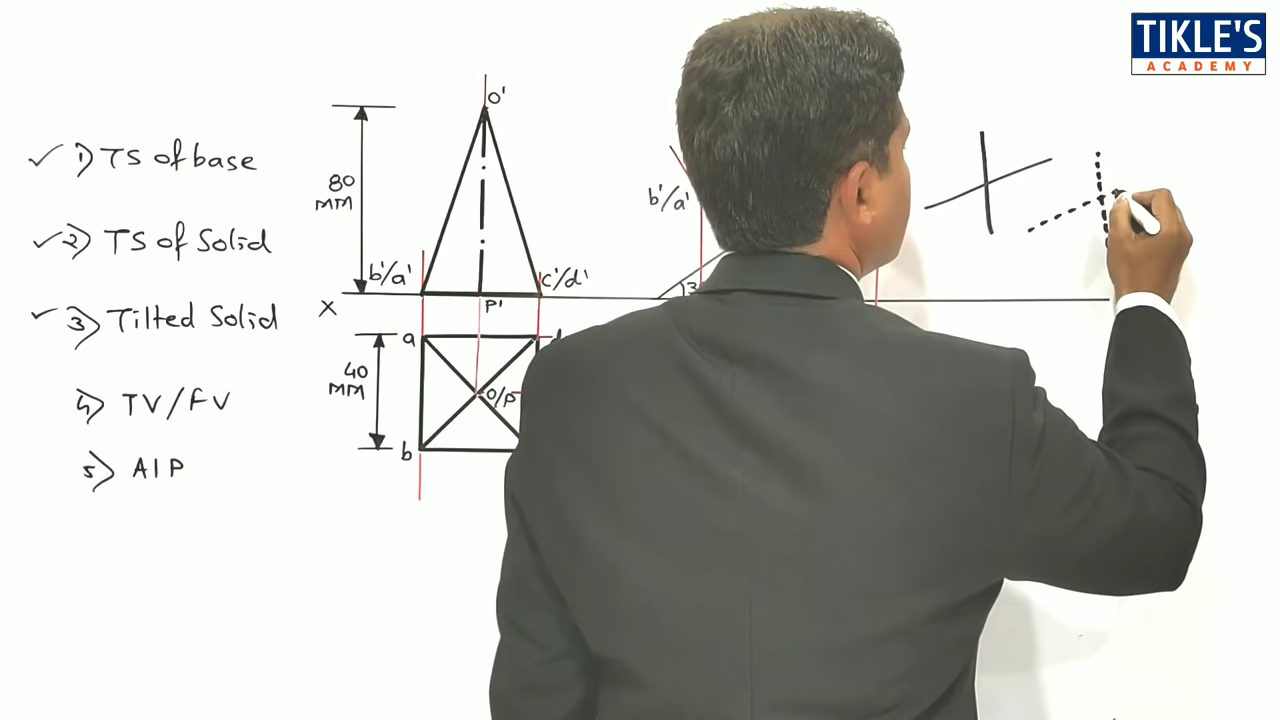 TIKLE'S
ACADEMY
✓ 1) TS of base
✓ 2) TS of Solid
✓ 3) Tilted Solid
4) TV/FV
5) AIP
O'
80
MM
b'/a'
c'/d'
X
P'
a
40
MM
O/P
b
b'/a'
3